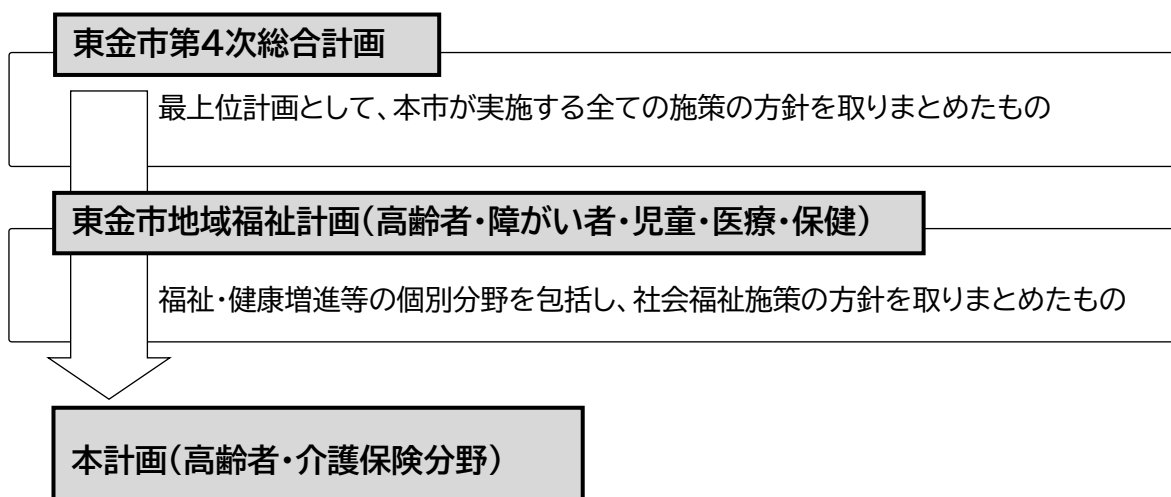 東金市第4次総合計画
最上位計画として、本市が実施する全ての施策の方針を取りまとめたもの
東金市地域福祉計画(高齢者・障がい者・児童・医療・保健)
福祉・健康増進等の個別分野を包括し、社会福祉施策の方針を取りまとめたもの
本計画(高齢者・介護保険分野)